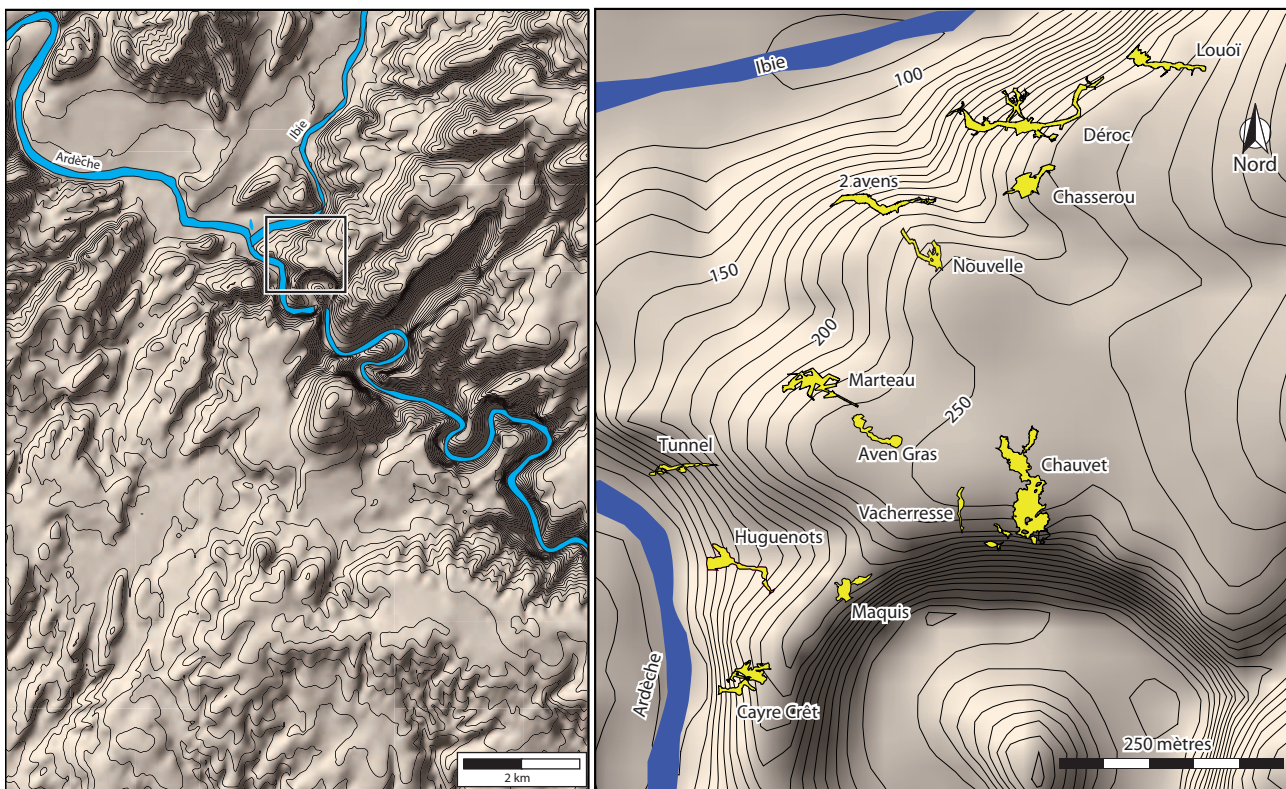 Ardèche
Ibie
2 km
Ibie
100
Louoï
Déroc
Nord
2.avens
Chasserou
Nouvelle
150
200
Marteau
250
Aven Gras
Tunnel
Chauvet
Vacherresse
Huguenots
Maquis
Ardèche
Cayre Crêt
250 mètres